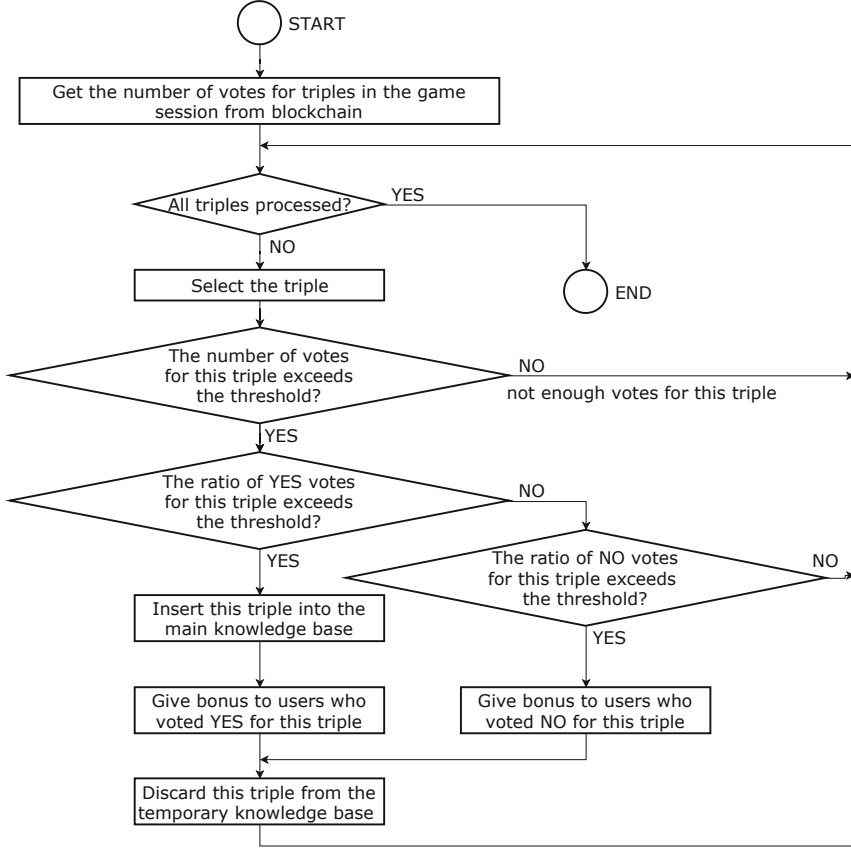 START
Get the number of votes for triples in the game
session from blockchain
All triples processed?
YES
NO
Select the triple
END
The number of votes
for this triple exceeds
the threshold?
NO
not enough votes for this triple
YES
The ratio of YES votes
for this triple exceeds
the threshold?
NO
YES
The ratio of NO votes
for this triple exceeds
the threshold?
NO
YES
Insert this triple into the
main knowledge base
Give bonus to users who
voted YES for this triple
Give bonus to users who
voted NO for this triple
Discard this triple from the
temporary knowledge base